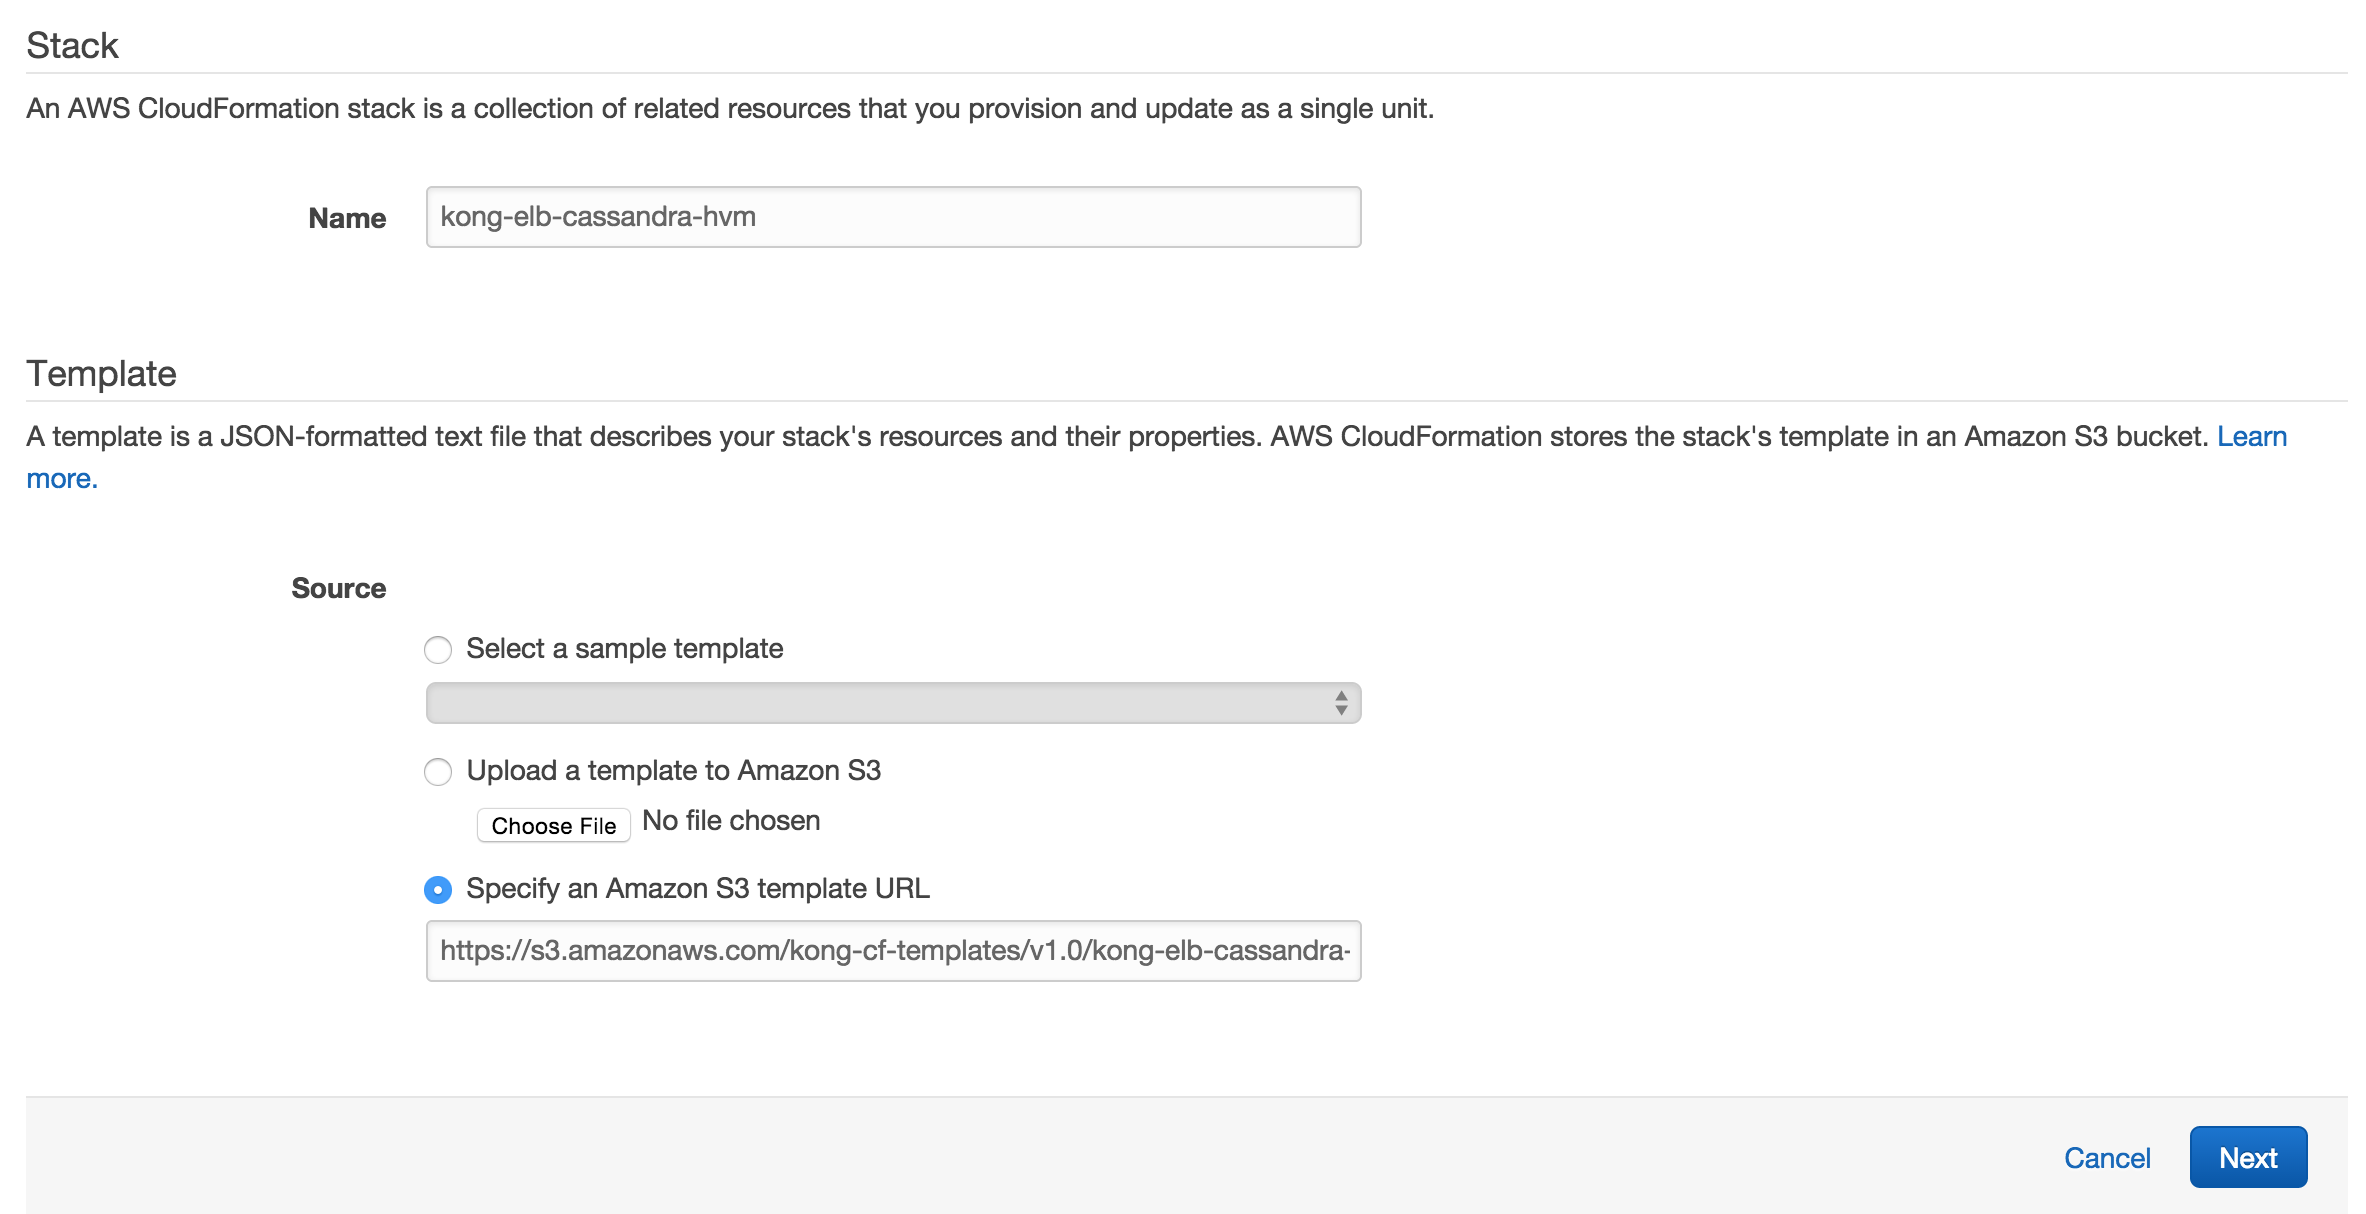 Stack
An AWS CloudFormation stack is a collection of related resources that you provision and update as a single unit.
Name
kong-elb-cassandra-hvm
Template
A template is a JSON-formatted text file that describes your stack's resources and their properties. AWS CloudFormation stores the stack's template in an Amazon S3 bucket. Learn
more.
Source
Select a sample template
Upload a template to Amazon S3
Choose File No file chosen
Specify an Amazon S3 template URL
https://s3.amazonaws.com/kong-cf-templates/v1.0/kong-elb-cassandra-
Cancel Next